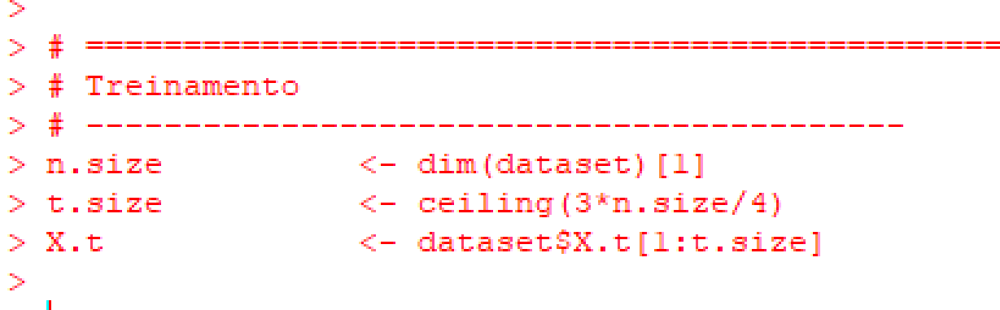 >
> # ===============================================
> # Treinamento
> # ------------------------------------------
> n.size          <- dim(dataset)[1]
> t.size          <- ceiling(3*n.size/4)
> X.t             <- dataset$X.t[1:t.size]
>